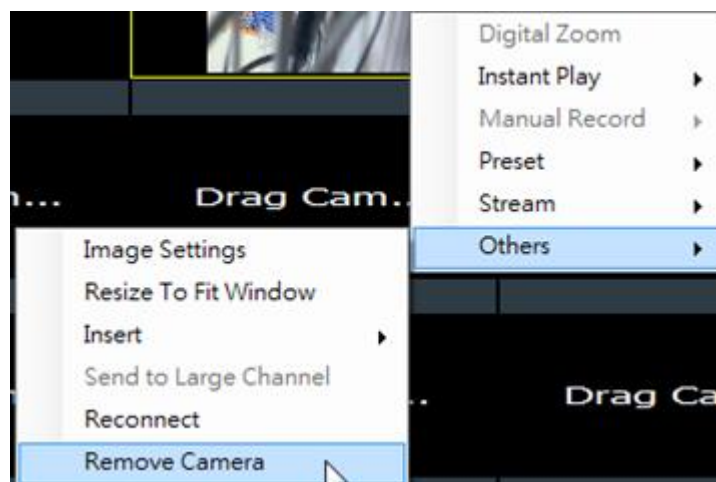 Digital Zoom
Instant Play
Manual Record
Preset
Stream
Others
Drag Cam..
Image Settings
Resize To Fit Window
Insert
Send to Large Channel
Reconnect
Remove Camera
Drag Ca